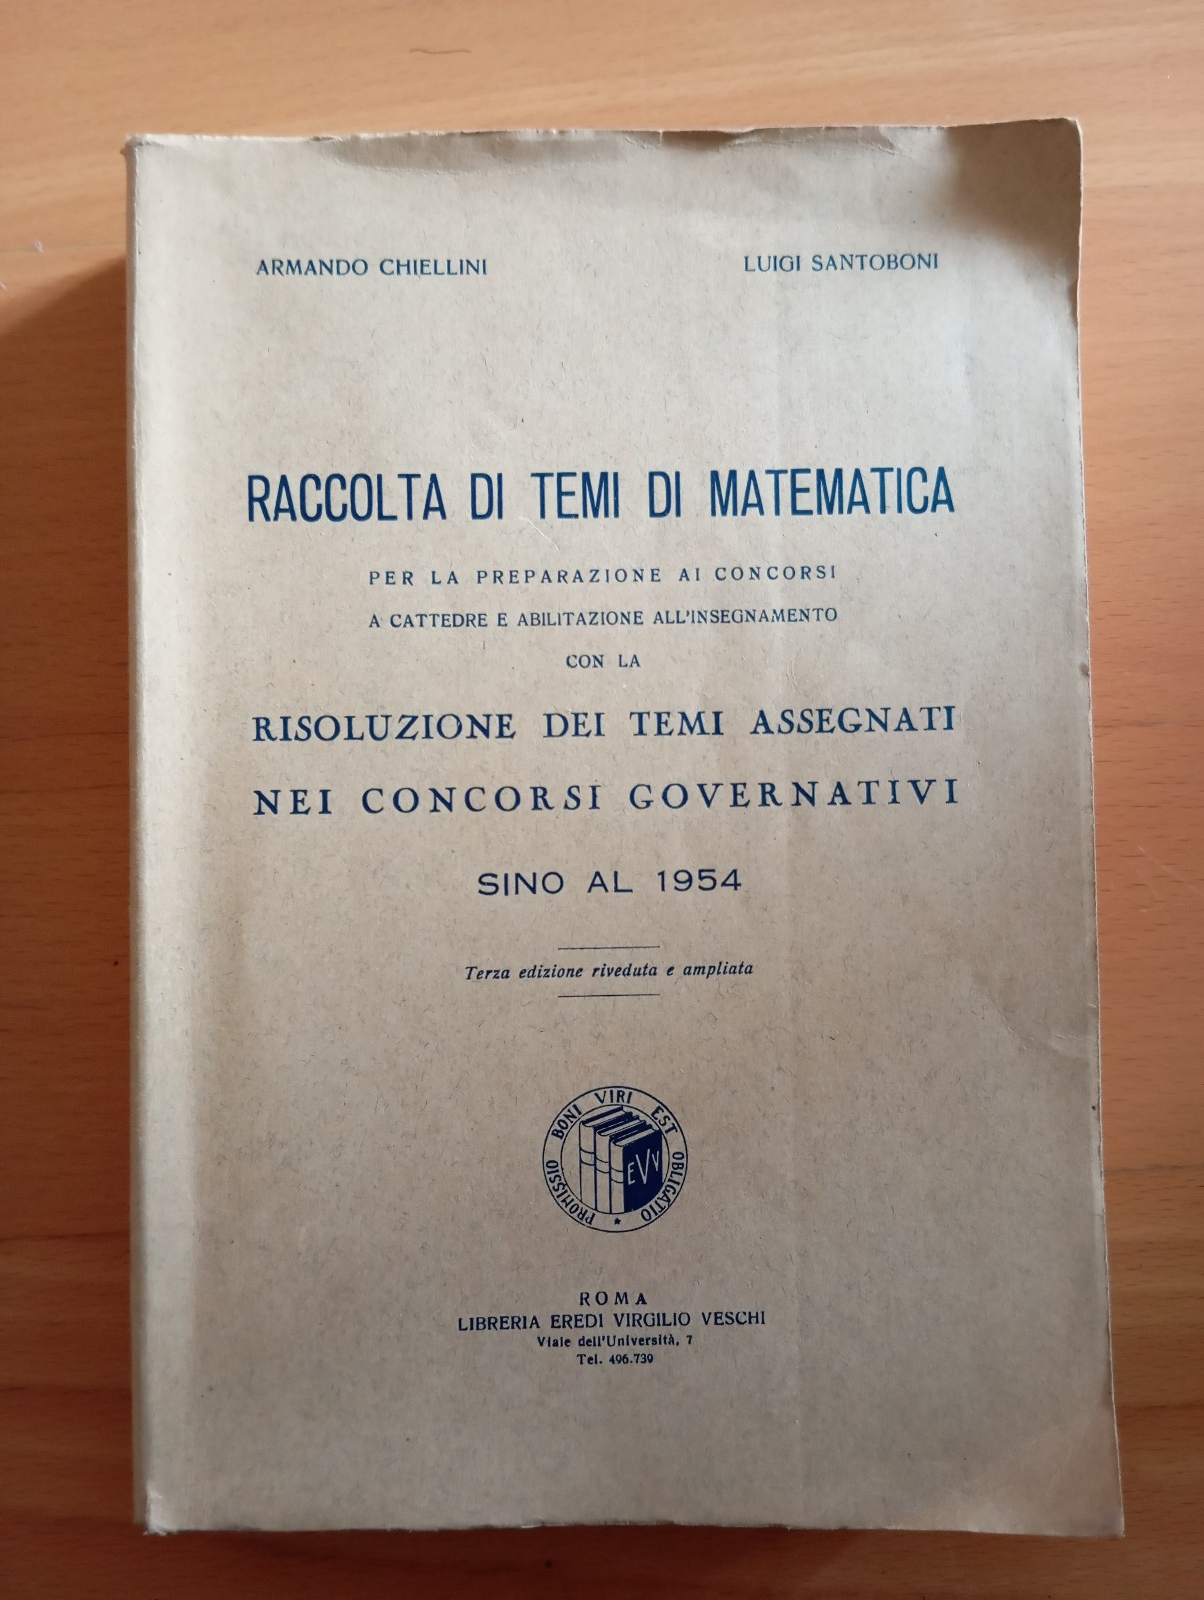 ARMANDO CHIELLINI
LUIGI SANTOBONI
RACCOLTA DI TEMI DI MATEMATICA
PER LA PREPARAZIONE AI CONCORSI
A CATTEDRE E ABILITAZIONE ALL'INSEGNAMENTO
CON LA
RISOLUZIONE DEI TEMI ASSEGNATI
NEI CONCORSI GOVERNATIVI
SINO AL 1954
Terza edizione riveduta e ampliata
PROMISSIO BONI VIRI EST OBLIGATIO *
EVV
ROMA
LIBRERIA EREDI VIRGILIO VESCHI
Viale dell'Università, 7
Tel. 496.739